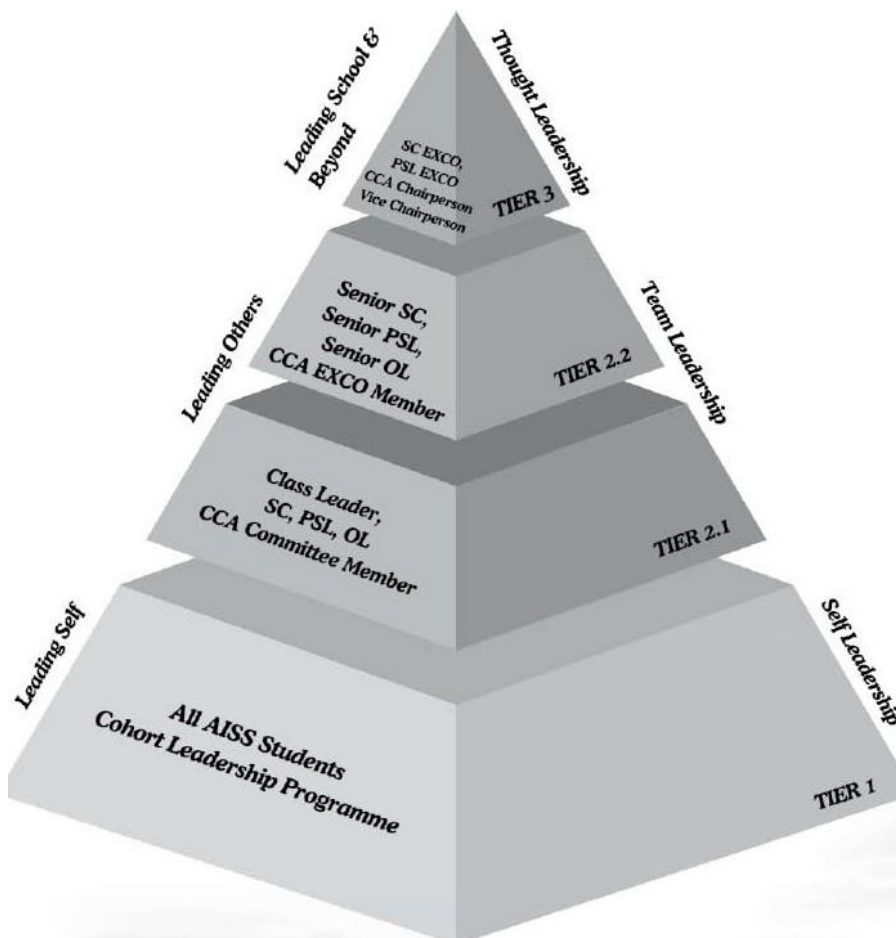 Leading School &
Beyond
Thought Leadership
SC EXCO,
PSL EXCO
CCA Chairperson
Vice Chairperson
TIER 3
Leading Others
Team Leadership
Senior SC,
Senior PSL,
Senior OL
CCA EXCO Member
TIER 2.2
Class Leader,
SC, PSL, OL
CCA Committee Member
TIER 2.1
Leading Self
Self Leadership
All AISS Students
Cohort Leadership Programme
TIER 1